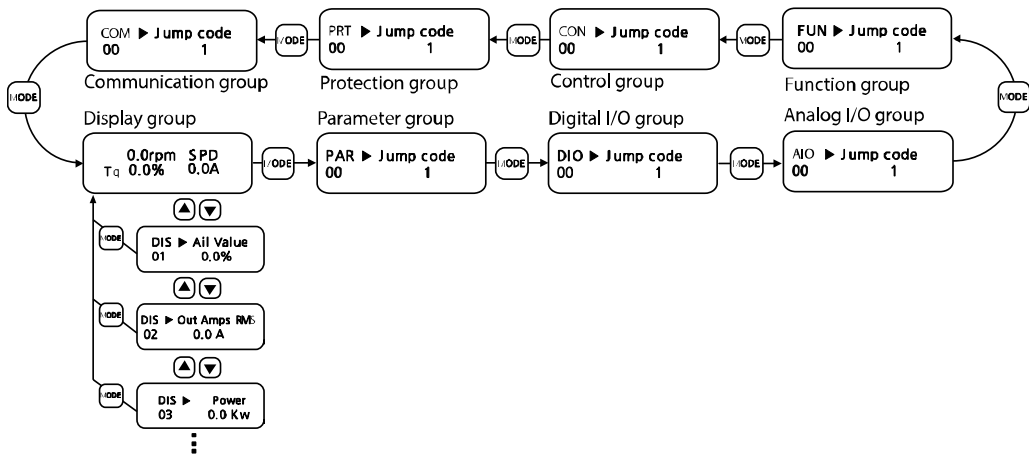 COM ► Jump code
00 1
MODE
PRT ► Jump code
00 1
MODE
CON ► Jump code
00 1
MODE
FUN ► Jump code
00 1
Communication group
Protection group
Control group
Function group
MODE
MODE
Display group
Parameter group
Digital I/O group
Analog I/O group
0.0rpm SPD
Tq 0.0% 0.0A
MODE
PAR ► Jump code
00 1
MODE
DIO ► Jump code
00 1
MODE
AIO ► Jump code
00 1
MODE
DIS ► Ail Value
01 0.0%
MODE
DIS ► Out Amps RMS
02 0.0 A
MODE
DIS ► Power
03 0.0 Kw